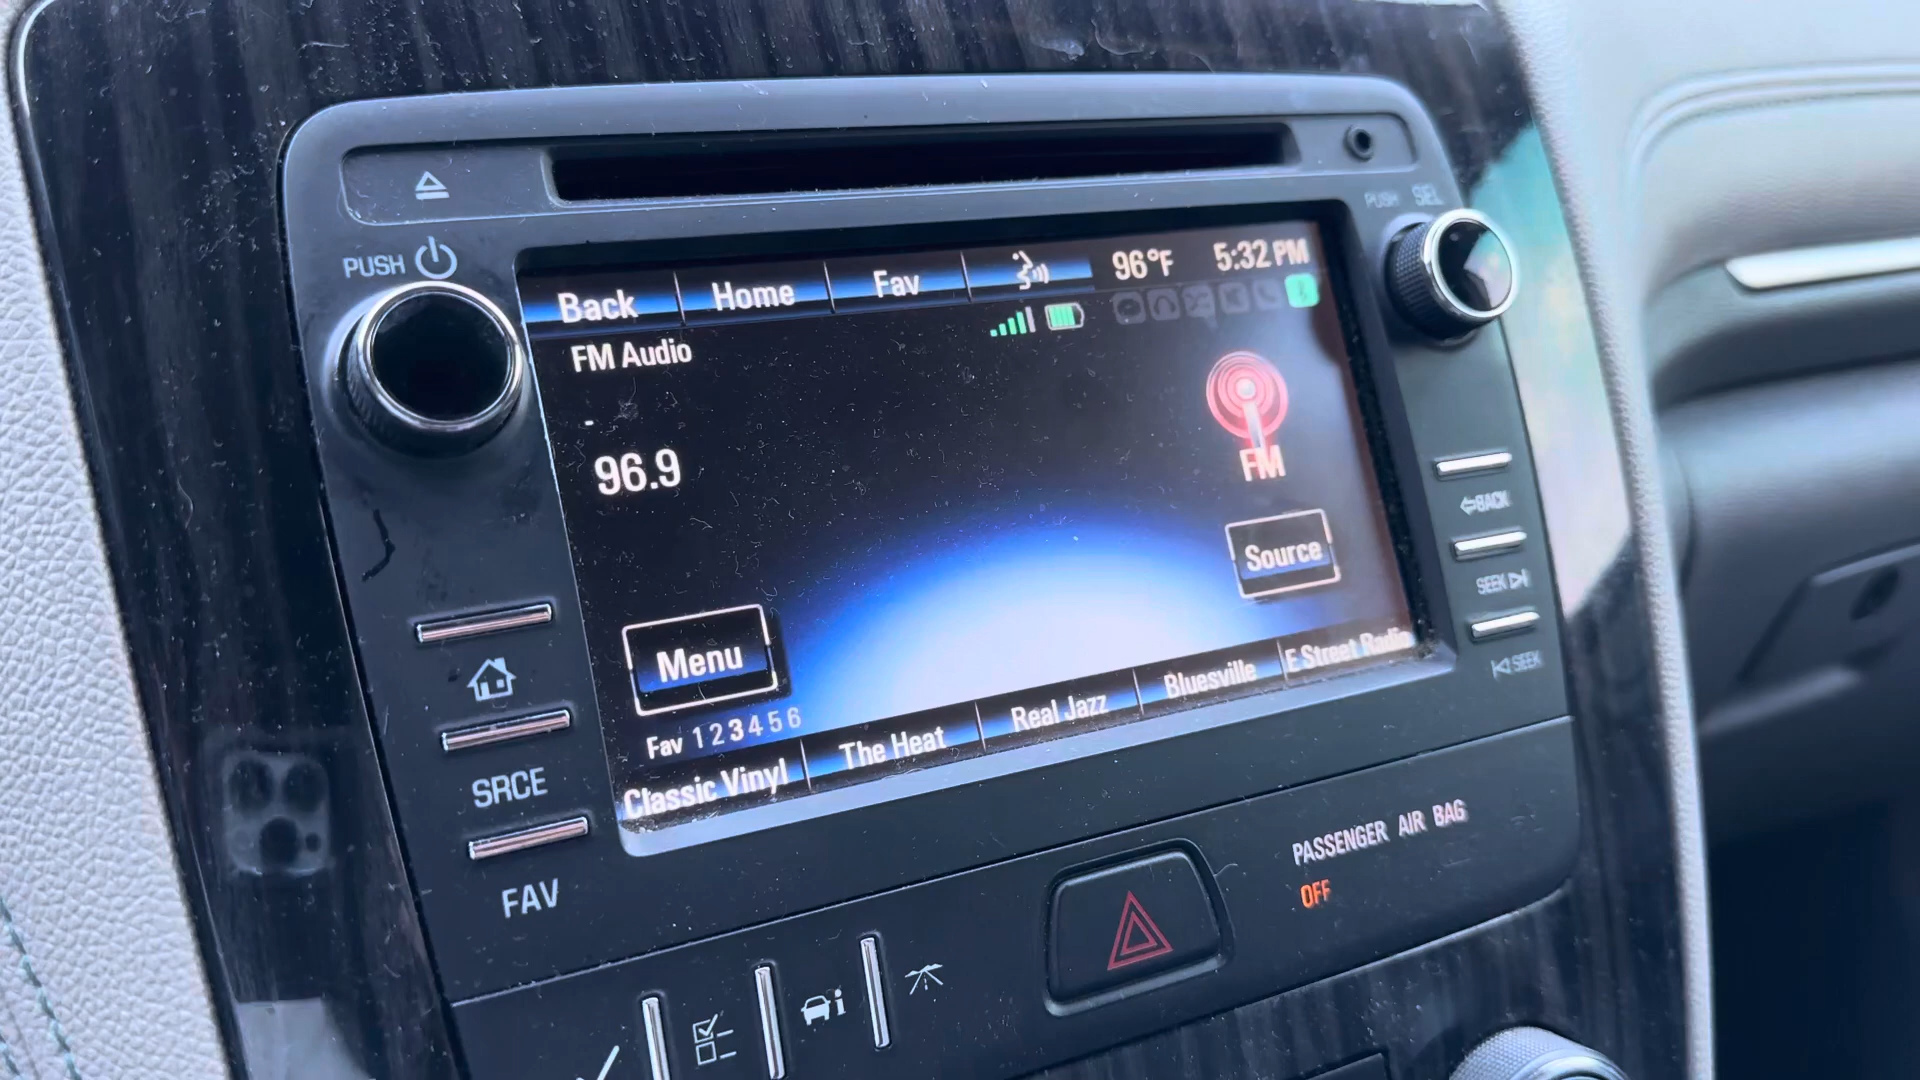 PUSH
PUSH SEL
Back Home Fav 96°F 5:32 PM
FM Audio
-
96.9
FM
Source
Menu
Fav 1 2 3 4 5 6
Classic Vinyl The Heat Real Jazz Bluesville E Street Radio
BACK
SEEK
SEEK
SRCE
FAV
PASSENGER AIR BAG
OFF